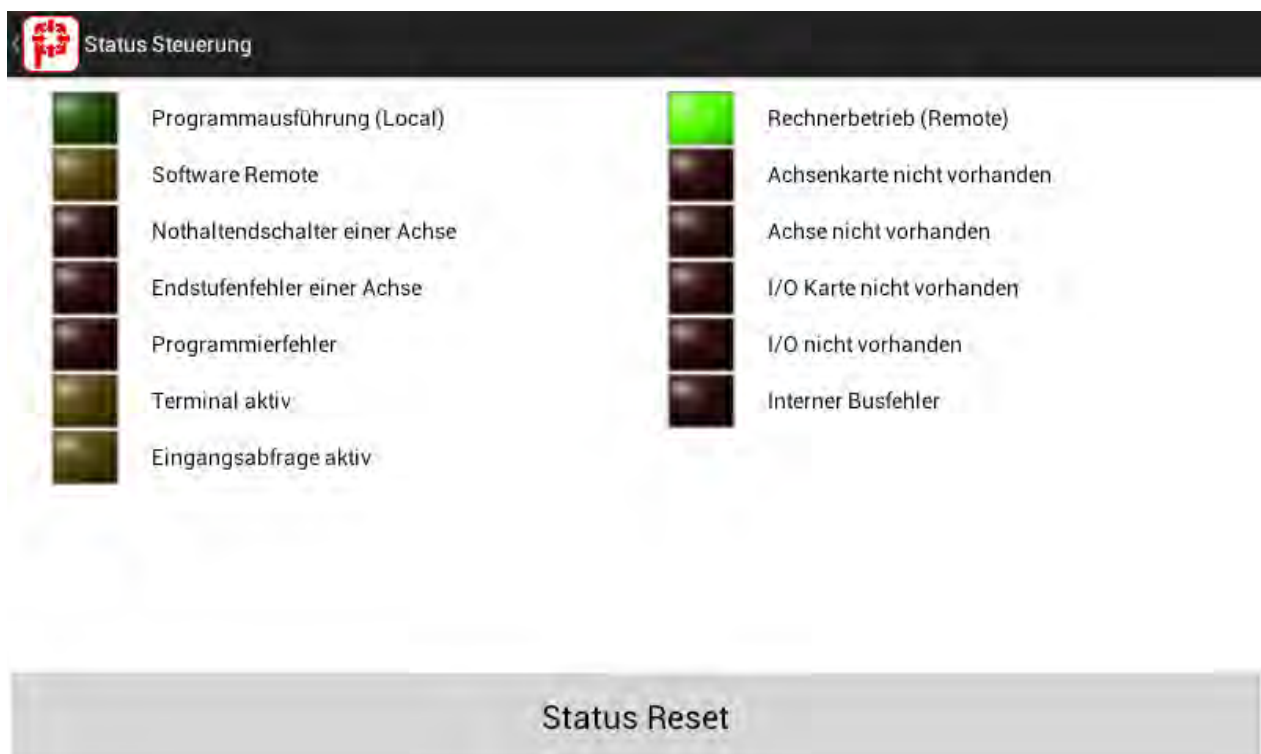 Status Steuerung
Programmausführung (Local)
Software Remote
Nothaltendschalter einer Achse
Endstufenfehler einer Achse
Programmierfehler
Terminal aktiv
Eingangsabfrage aktiv
Rechnerbetrieb (Remote)
Achsenkarte nicht vorhanden
Achse nicht vorhanden
I/O Karte nicht vorhanden
I/O nicht vorhanden
Interner Busfehler
Status Reset